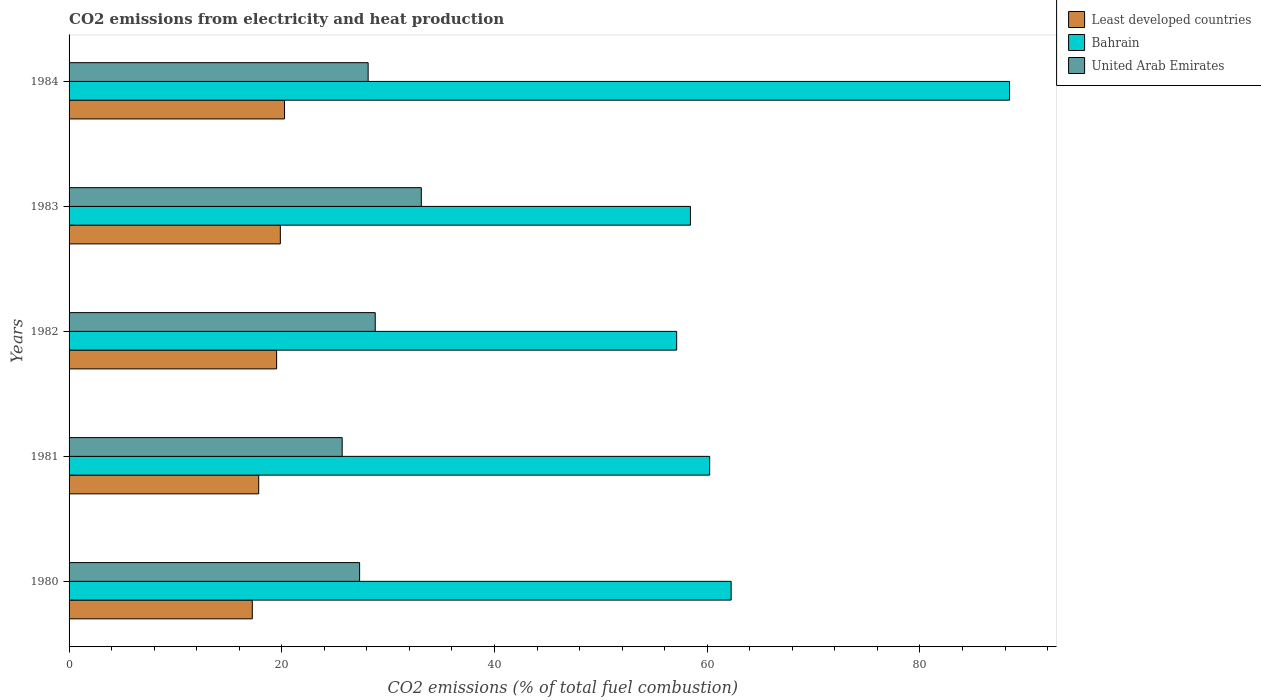 CO2 emissions from electricity and heat production
Least developed countries
Bahrain
United Arab Emirates
Years
1984
1983
1982
1981
1980
0
20
40
60
80
CO2 emissions (% of total fuel combustion)